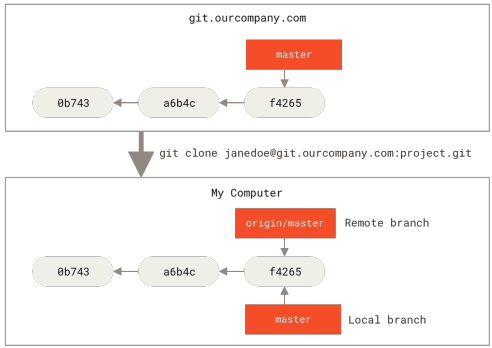 git.ourcompany.com
master
0b743
a6b4c
f4265
git clone janedoe@git.ourcompany.com:project.git
My Computer
origin/master
Remote branch
0b743
a6b4c
f4265
master
Local branch